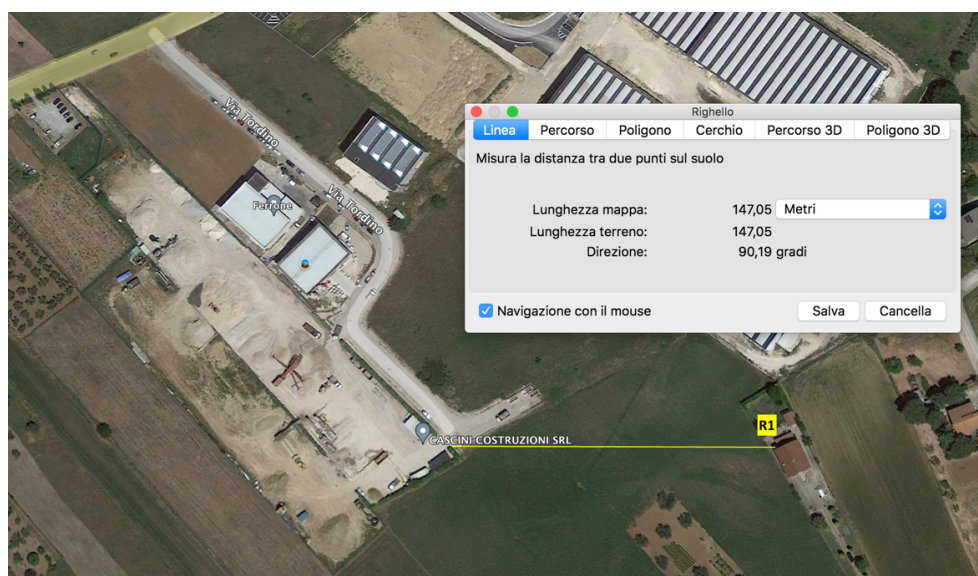 Righello
Linea
Percorso
Poligono
Cerchio
Percorso 3D
Poligono 3D
Misura la distanza tra due punti sul suolo
Lunghezza mappa: 147,05 Metri
Lunghezza terreno: 147,05
Direzione: 90,19 gradi
Navigazione con il mouse
Salva
Cancella
Via Tordino
Via Tordino
Ferrone
CASCINI COSTRUZIONI SRL
R1